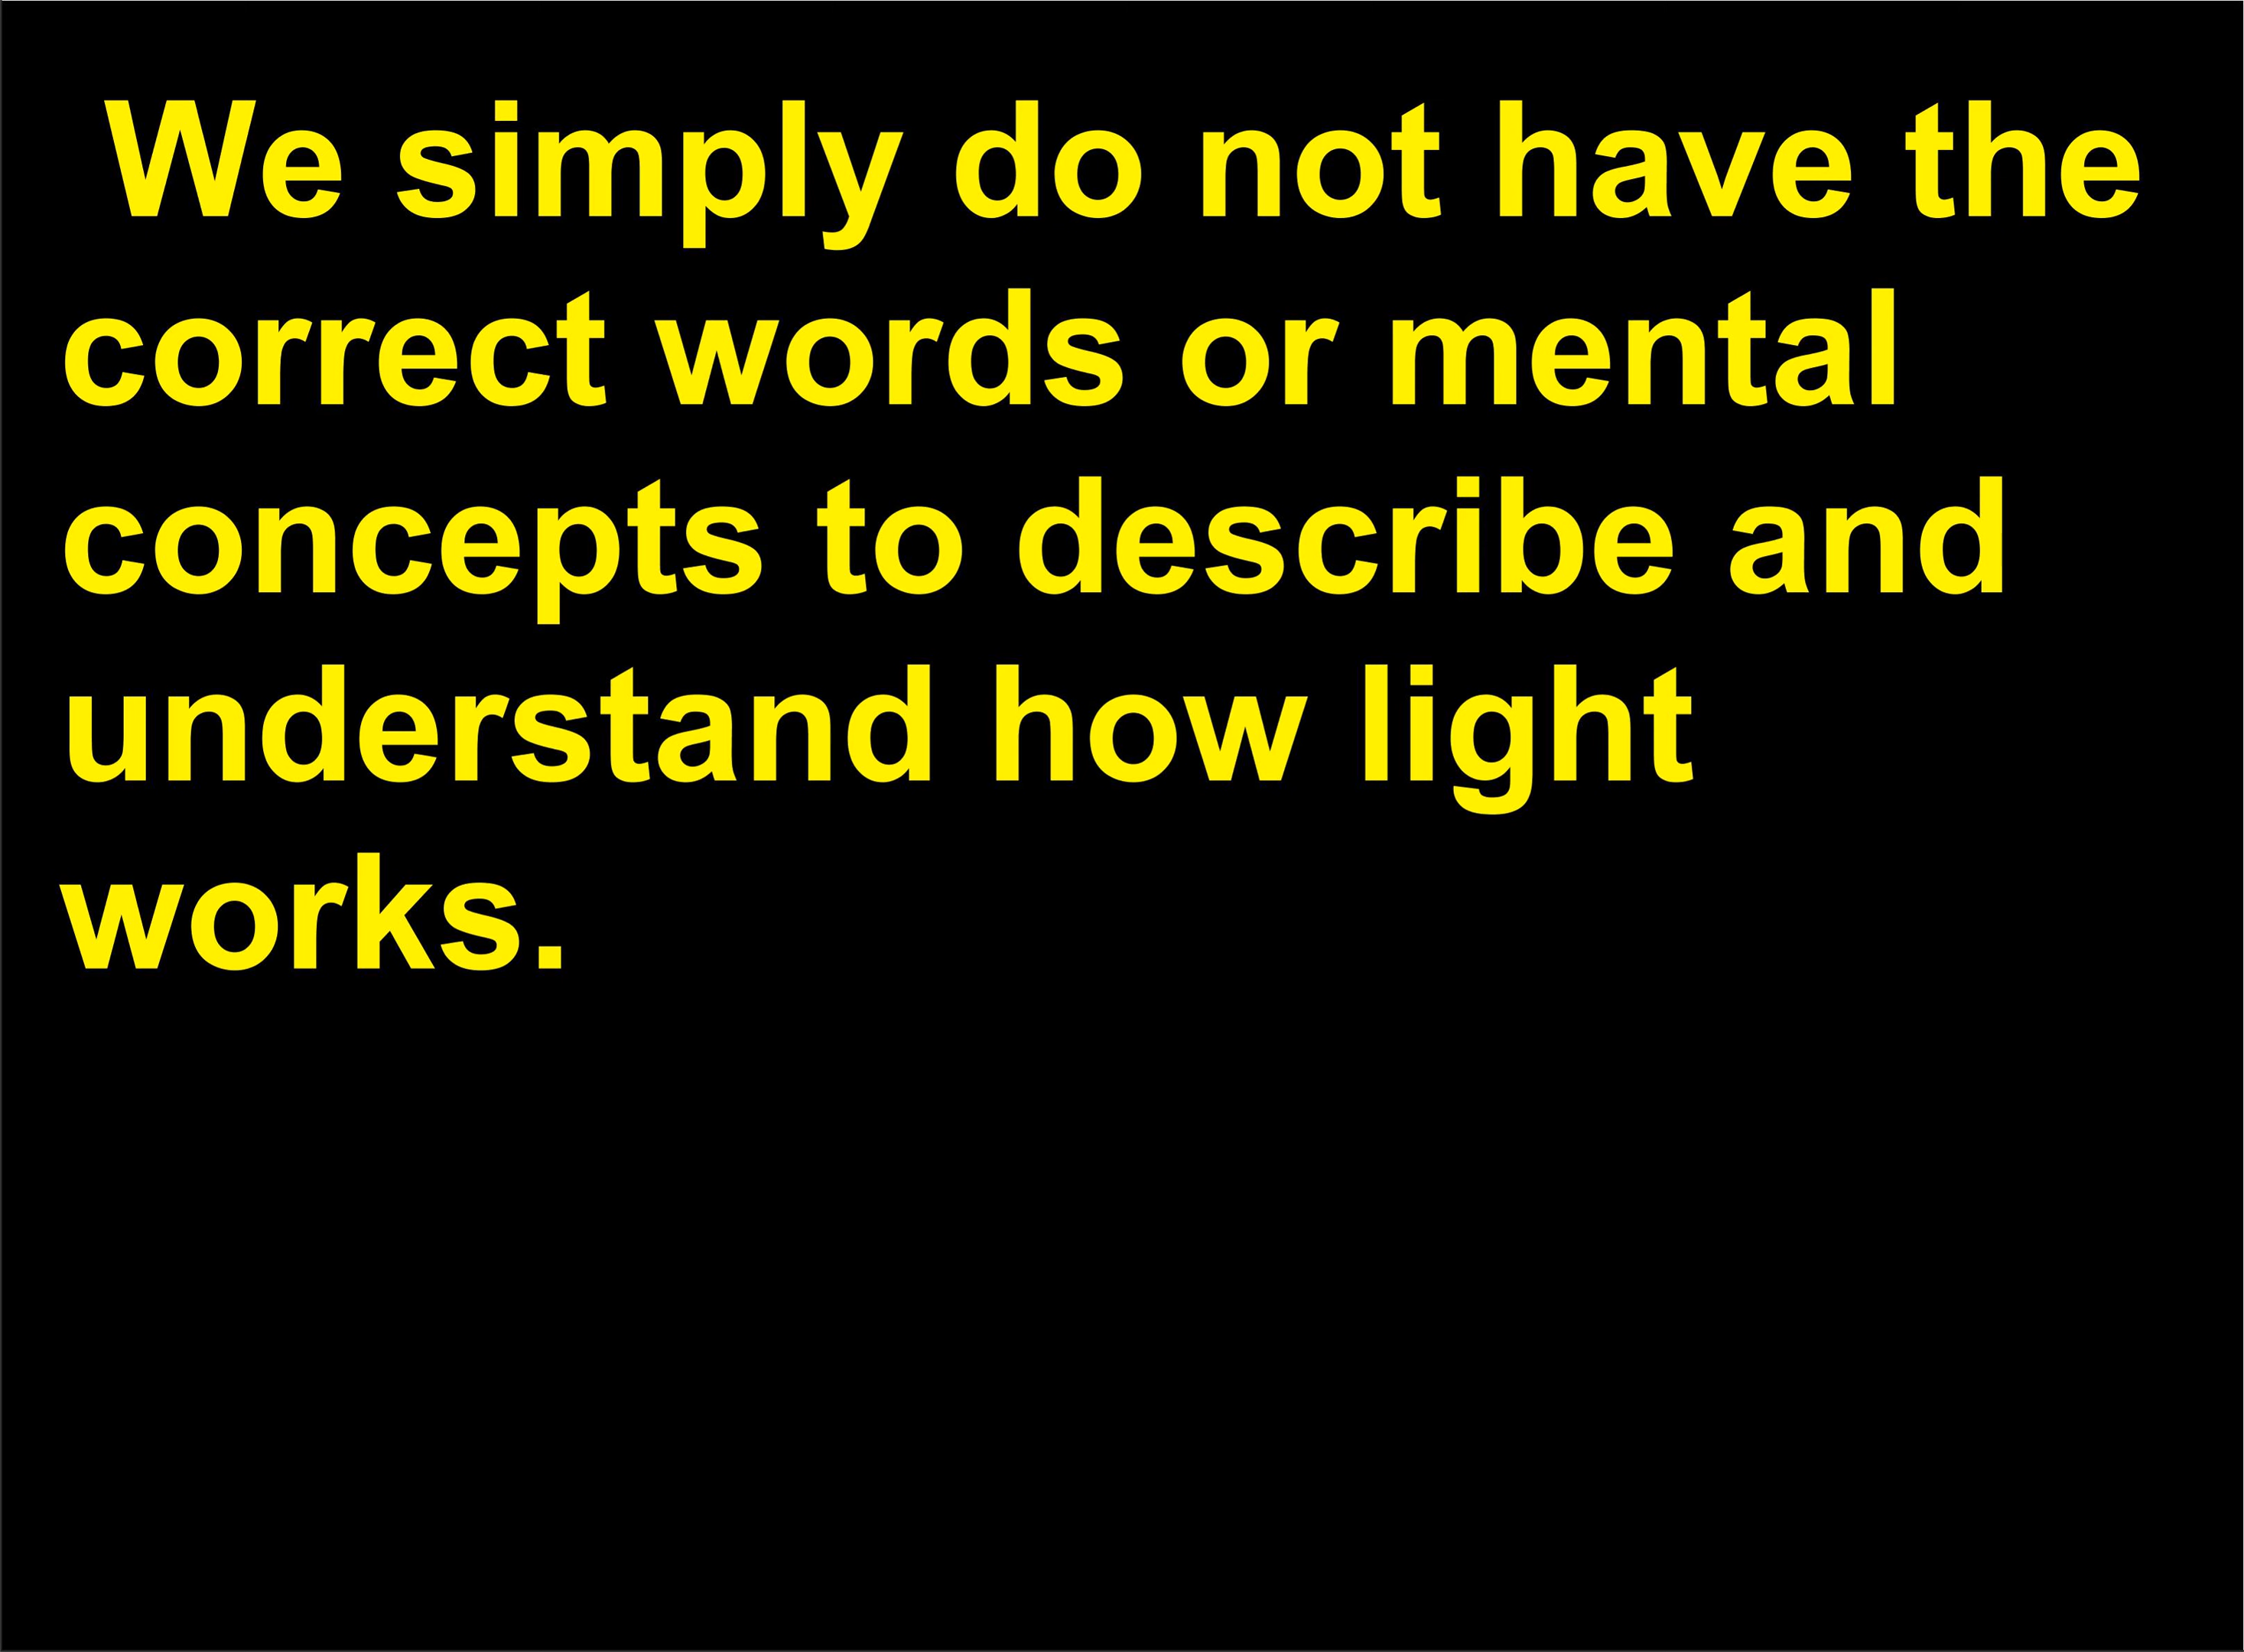 We simply do not have the
correct words or mental
concepts to describe and
understand how light
works.